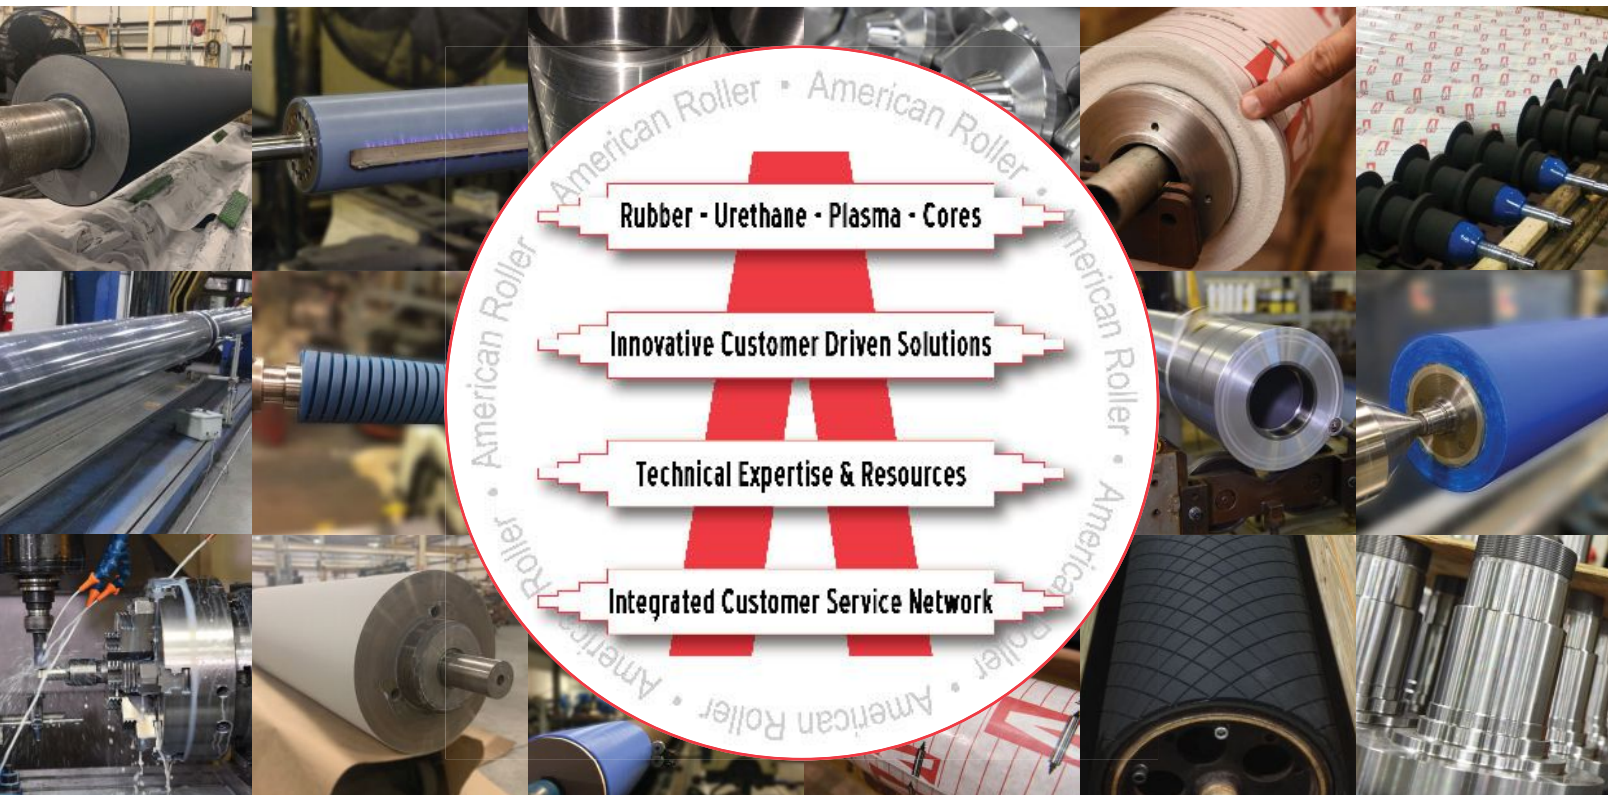 American Roller • American Roller • American Roller • American Roller • American Roller • American Roller • American Roller • American Roller •
Rubber - Urethane - Plasma - Cores
Innovative Customer Driven Solutions
Technical Expertise & Resources
Integrated Customer Service Network